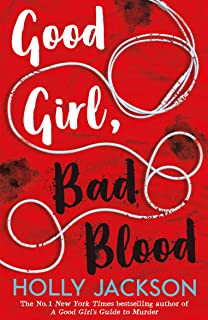 Good
Girl,
Bad
Blood
HOLLY JACKSON
The No.1 New York Times bestselling author of
A Good Girl's Guide to Murder